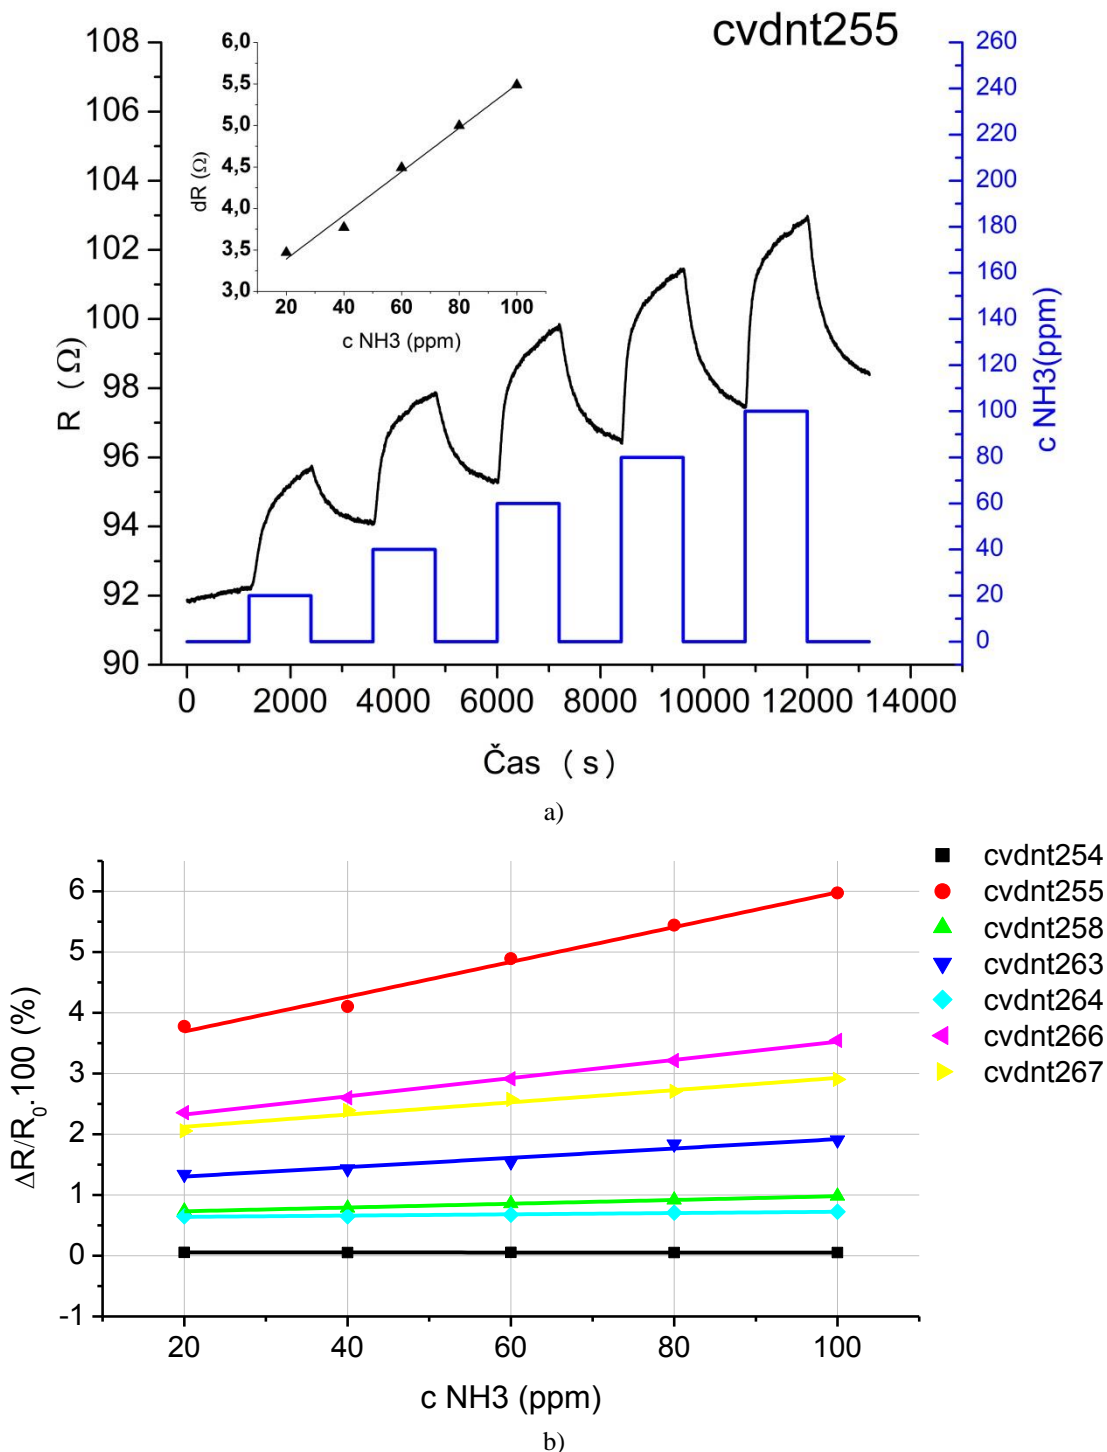 cvdnt255
108
106
104
102
100
98
96
94
92
90
R (Ω)
6,0
5,5
5,0
4,5
4,0
3,5
3,0
dR (Ω)
20 40 60 80 100
c NH3 (ppm)
260
240
220
200
180
160
140
120
100
80
60
40
20
0
c NH3(ppm)
0 2000 4000 6000 8000 10000 12000 14000
Čas (s)
a)
6
5
4
3
2
1
0
-1
ΔR/R₀.100 (%)
cvdnt254
cvdnt255
cvdnt258
cvdnt263
cvdnt264
cvdnt266
cvdnt267
20 40 60 80 100
c NH3 (ppm)
b)